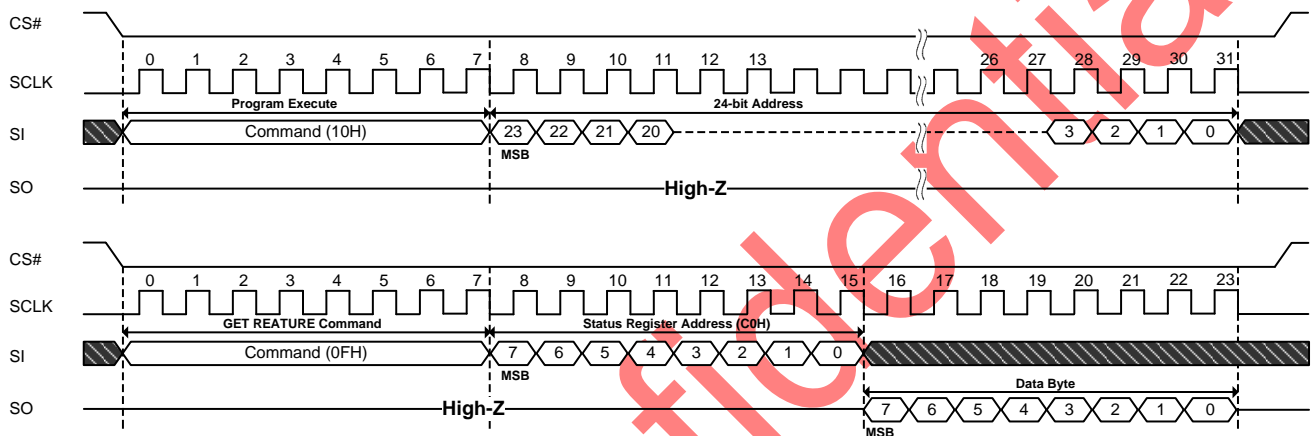 CS#
0 1 2 3 4 5 6 7 8 9 10 11 12 13 26 27 28 29 30 31
SCLK
Program Execute 24-bit Address
SI Command (10H) 23 22 21 20 3 2 1 0
MSB
SO High-Z
CS#
0 1 2 3 4 5 6 7 8 9 10 11 12 13 14 15 16 17 18 19 20 21 22 23
SCLK
GET REATURE Command Status Register Address (C0H)
SI Command (0FH) 7 6 5 4 3 2 1 0
MSB
Data Byte
SO High-Z 7 6 5 4 3 2 1 0
MSB
fidentia